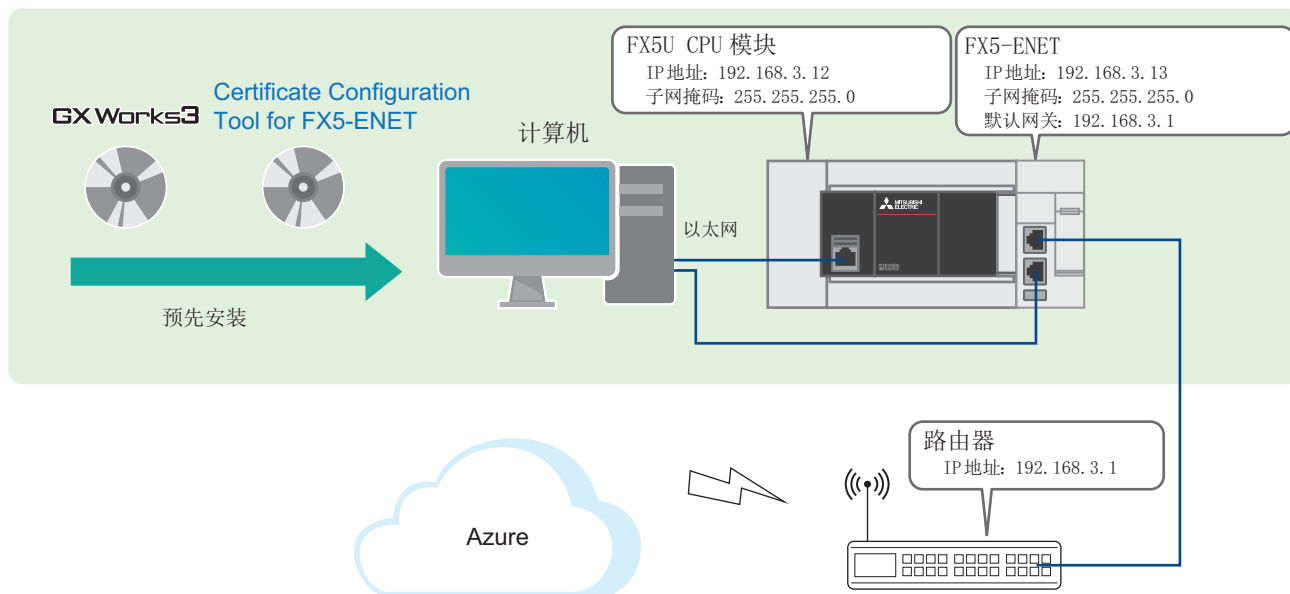 FX5U CPU 模块
IP地址: 192.168.3.12
子网掩码: 255.255.255.0
FX5-ENET
IP地址: 192.168.3.13
子网掩码: 255.255.255.0
默认网关: 192.168.3.1
GX Works3
Certificate Configuration
Tool for FX5-ENET
计算机
以太网
MITSUBISHI
ELECTRIC
预先安装
路由器
IP地址: 192.168.3.1
Azure